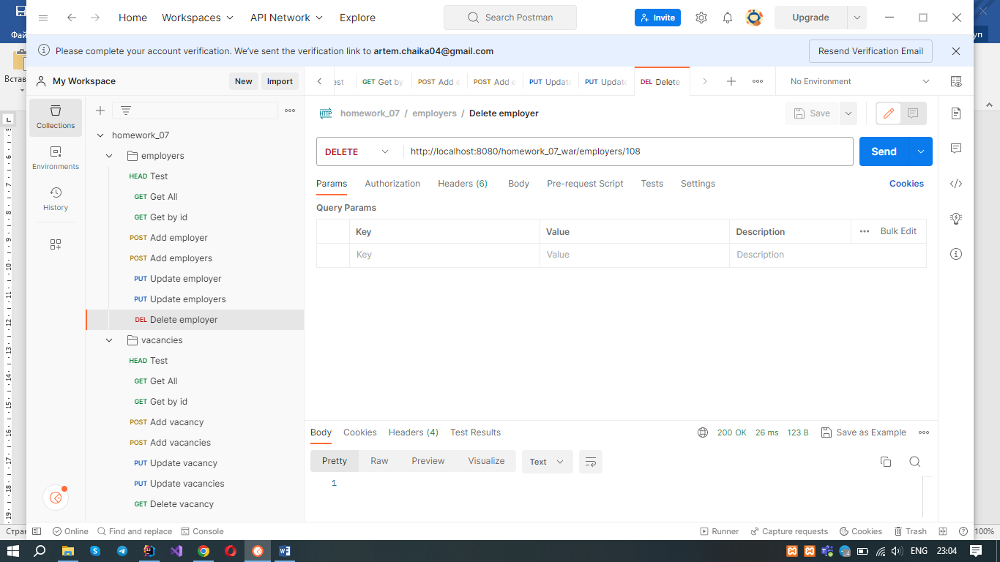 Home Workspaces API Network Explore Search Postman Invite Upgrade
Фай
Please complete your account verification. We've sent the verification link to artem.chaika04@gmail.com Resend Verification Email
Встав
My Workspace New Import
est GET Get by POST Add e POST Add e PUT Update PUT Update DEL Delete No Environment
HTTP homework_07 / employers / Delete employer Save
Collections
Environments
History
homework_07
employers
HEAD Test
GET Get All
GET Get by id
POST Add employer
POST Add employers
PUT Update employer
PUT Update employers
DEL Delete employer
vacancies
HEAD Test
GET Get All
GET Get by id
POST Add vacancy
POST Add vacancies
PUT Update vacancy
PUT Update vacancies
GET Delete vacancy
DELETE http://localhost:8080/homework_07_war/employers/108 Send
Params Authorization Headers (6) Body Pre-request Script Tests Settings Cookies
Query Params
Key Value Description Bulk Edit
Key Value Description
Body Cookies Headers (4) Test Results 200 OK 26 ms 123 B Save as Example
Pretty Raw Preview Visualize Text
1
Стран Online Find and replace Console Runner Capture requests Cookies Trash 100%
ENG 23:04